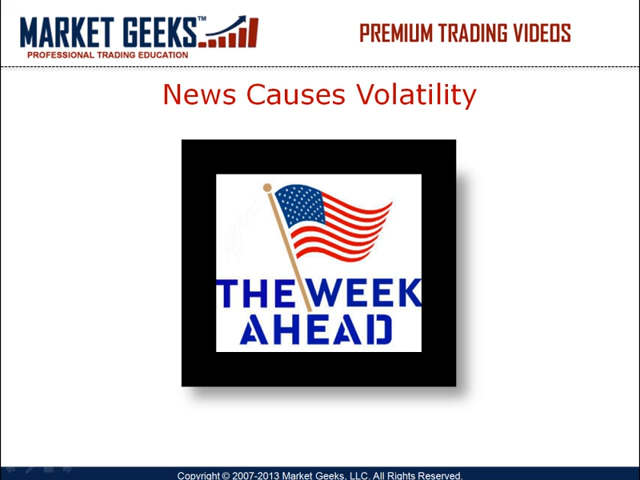 MARKET GEEKS™
PROFESSIONAL TRADING EDUCATION
PREMIUM TRADING VIDEOS
News Causes Volatility
THE WEEK
AHEAD
Copyright © 2007-2013 Market Geeks, LLC. All Rights Reserved.